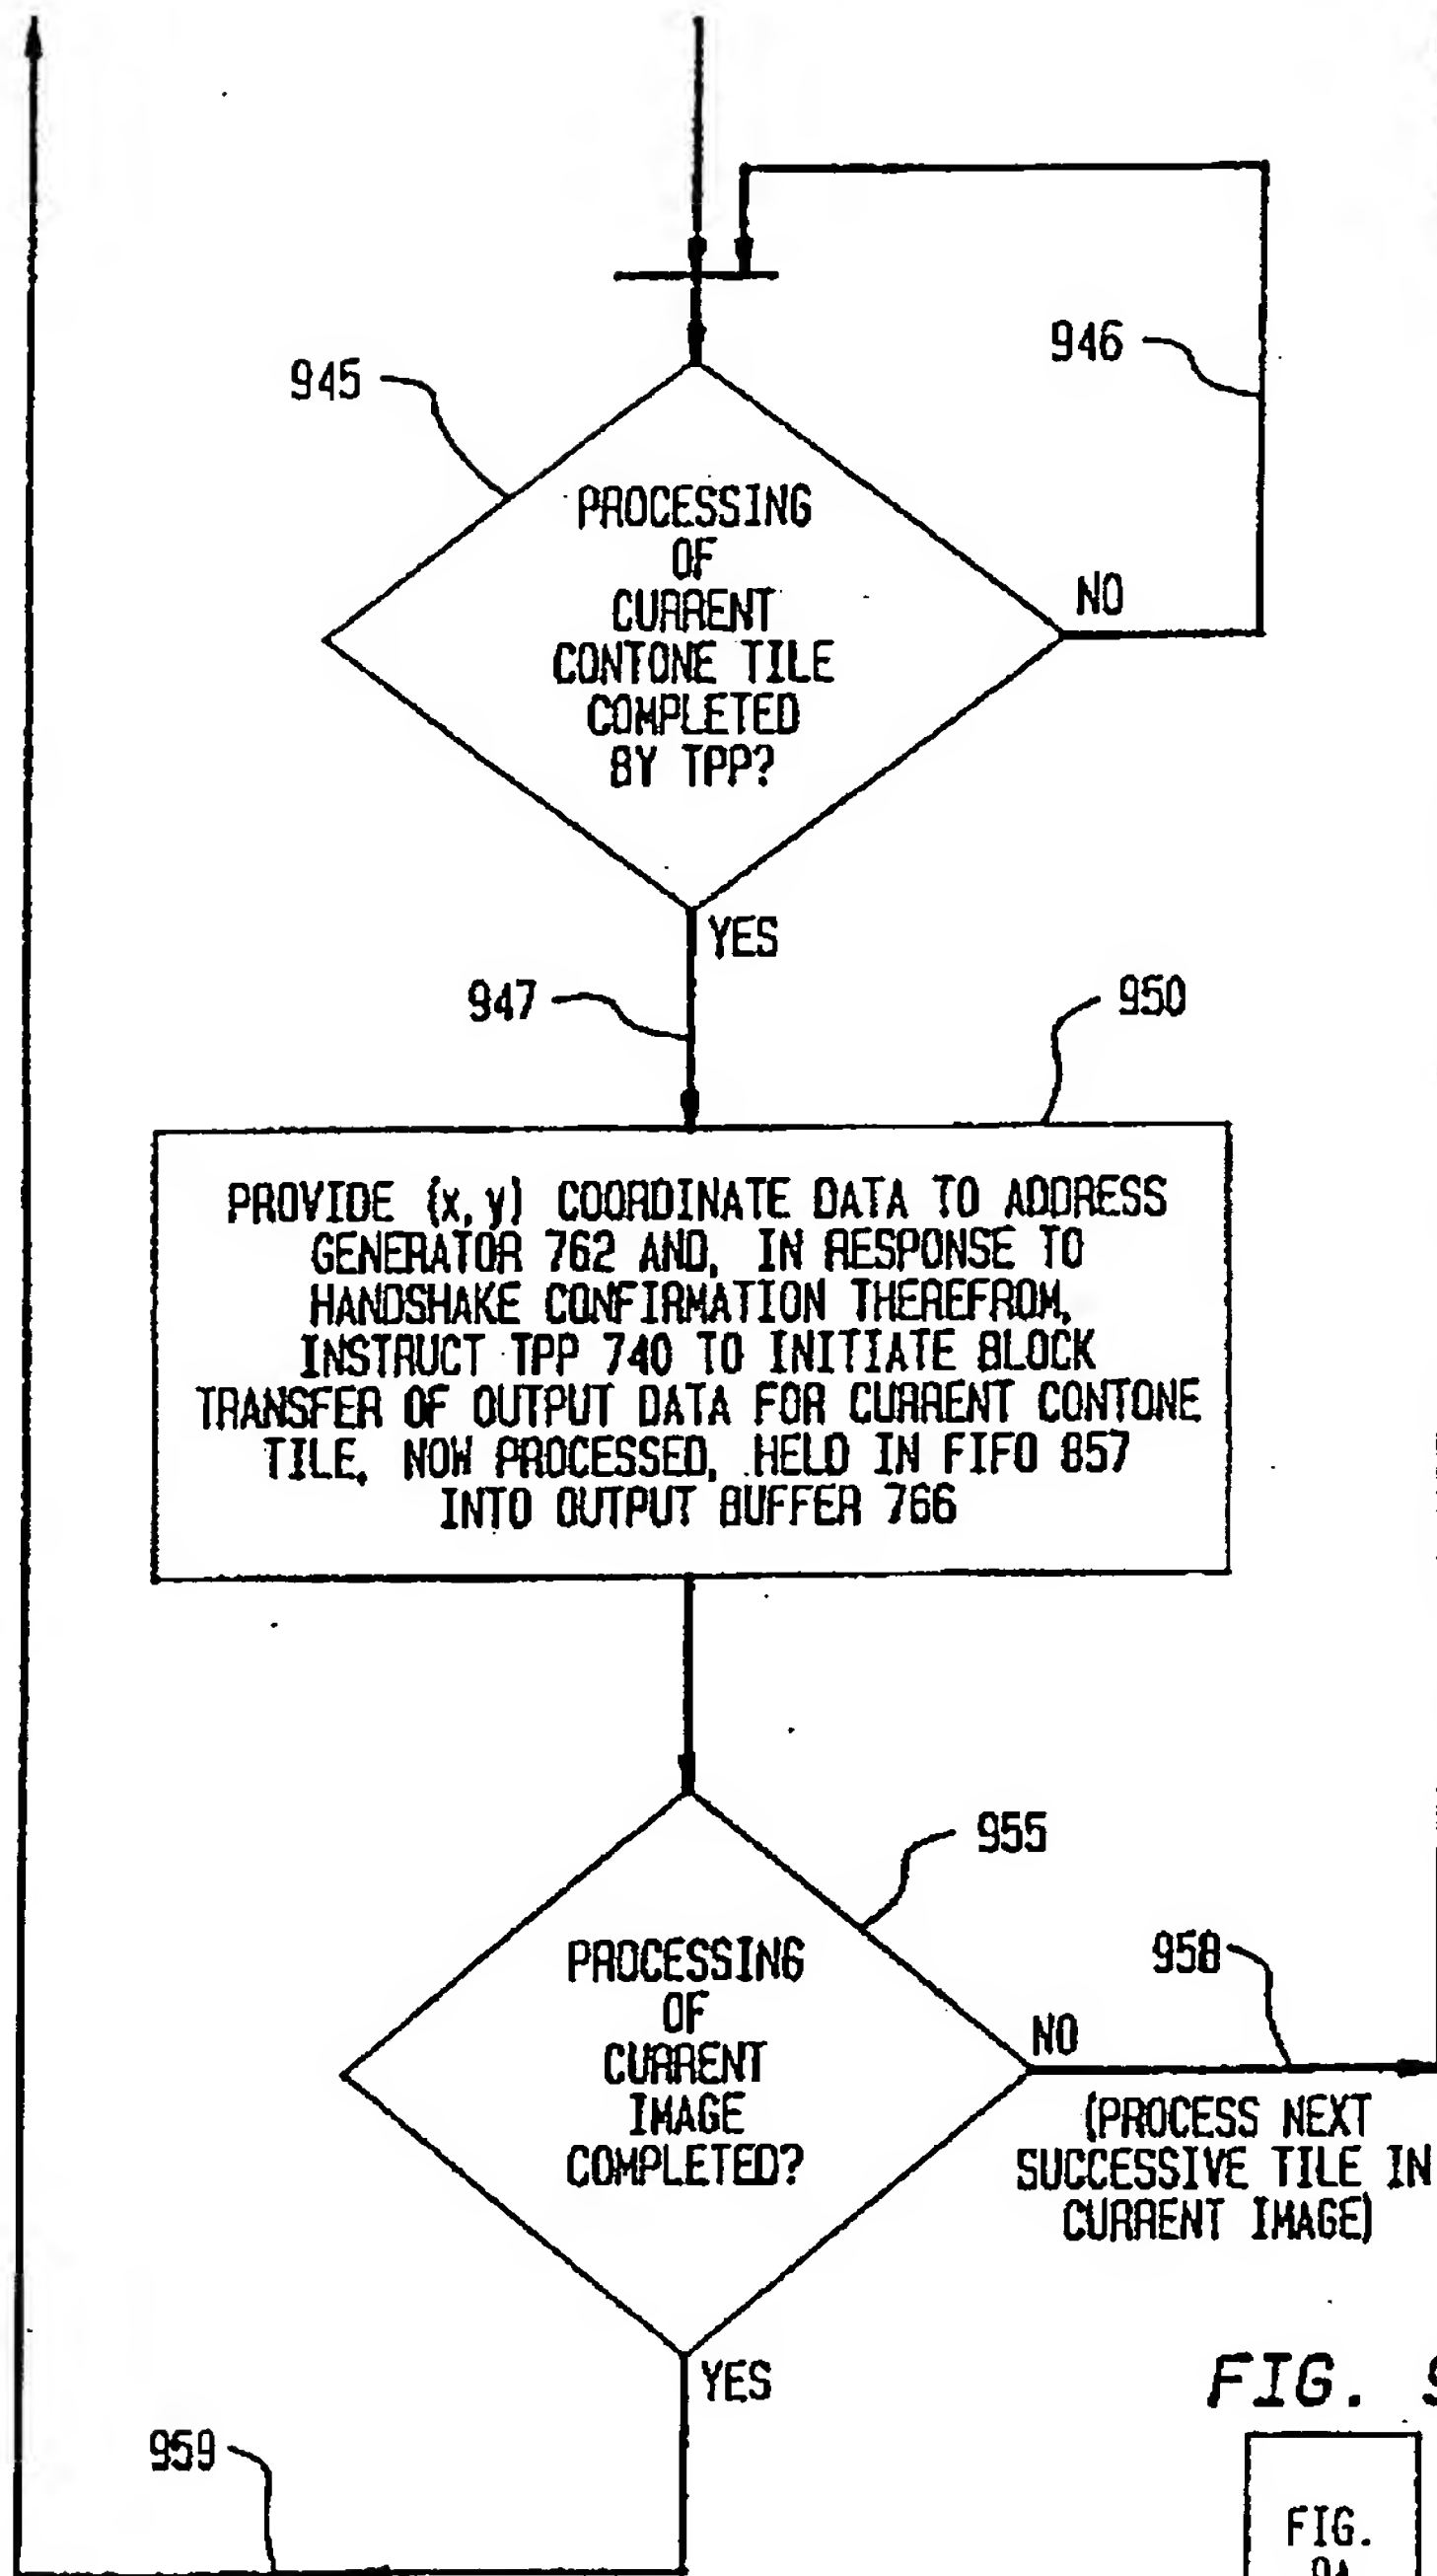 946
945
PROCESSING
OF
CURRENT
CONTONE TILE
COMPLETED
BY TPP?
NO
YES
947
950
PROVIDE (x, y) COORDINATE DATA TO ADDRESS
GENERATOR 762 AND, IN RESPONSE TO
HANDSHAKE CONFIRMATION THEREFROM,
INSTRUCT TPP 740 TO INITIATE BLOCK
TRANSFER OF OUTPUT DATA FOR CURRENT CONTONE
TILE, NOW PROCESSED, HELD IN FIFO 857
INTO OUTPUT BUFFER 766
955
958
PROCESSING
OF
CURRENT
IMAGE
COMPLETED?
NO
(PROCESS NEXT
SUCCESSIVE TILE IN
CURRENT IMAGE)
YES
959
FIG.
FIG.